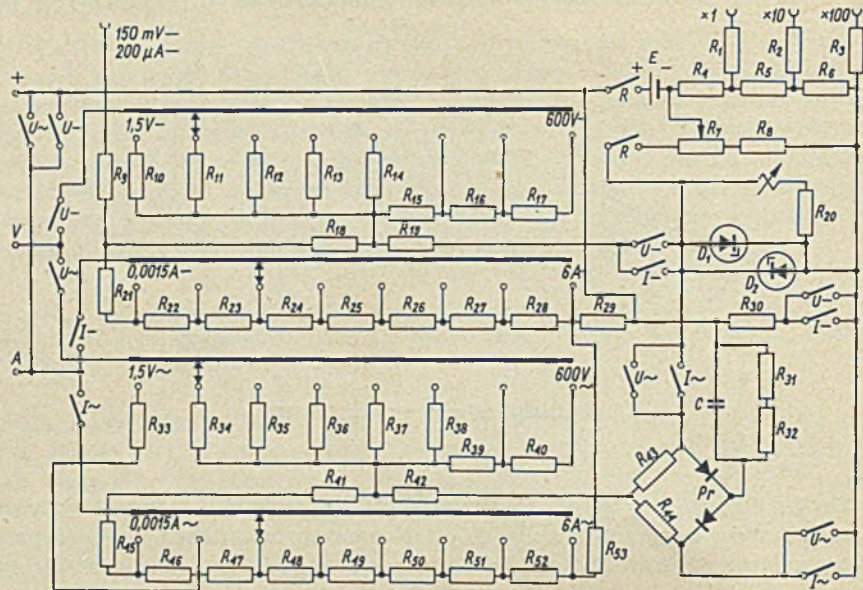 ×1 ×10 ×100
150 mV—
200 μA—
R1 R2 R3
+ + E −
R R4 R5 R6
U~ U− 1,5V− 600V−
R R7 R8
R9 R10 R11 R12 R13 R14
R15 R16 R17
U− R20
V R18 R19 U− D1
U~ 0,0015A− 6A− I− D2
R21 U−
R22 R23 R24 R25 R26 R27 R28 R29 R30 I−
I−
A 1,5V~ 600V~ U~ I~ R31
I~ C
R33 R34 R35 R36 R37 R38 R32
R39 R40 R43
R41 R42 Pr
R44
0,0015A~ 6A~
R45 R53 U~
R46 R47 R48 R49 R50 R51 R52 I~